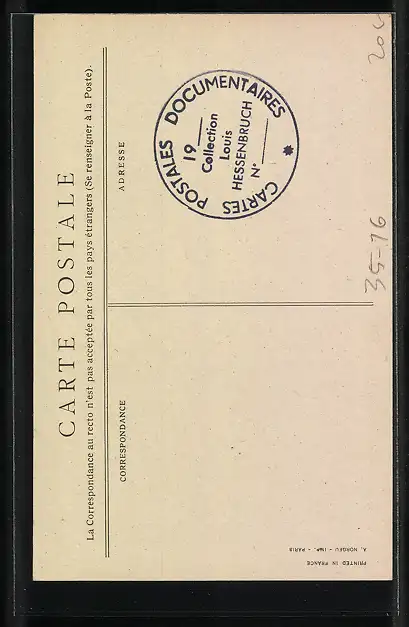 CARTE POSTALE
La Correspondance au recto n'est pas acceptée par tous les pays étrangers (Se renseigner à la Poste).
CORRESPONDANCE
ADRESSE
CARTES POSTALES DOCUMENTAIRES
19
Collection
Louis
HESSENBRUCH
N°
35=16
PRINTED IN FRANCE
A. NORGEU - IMP. - PARIS